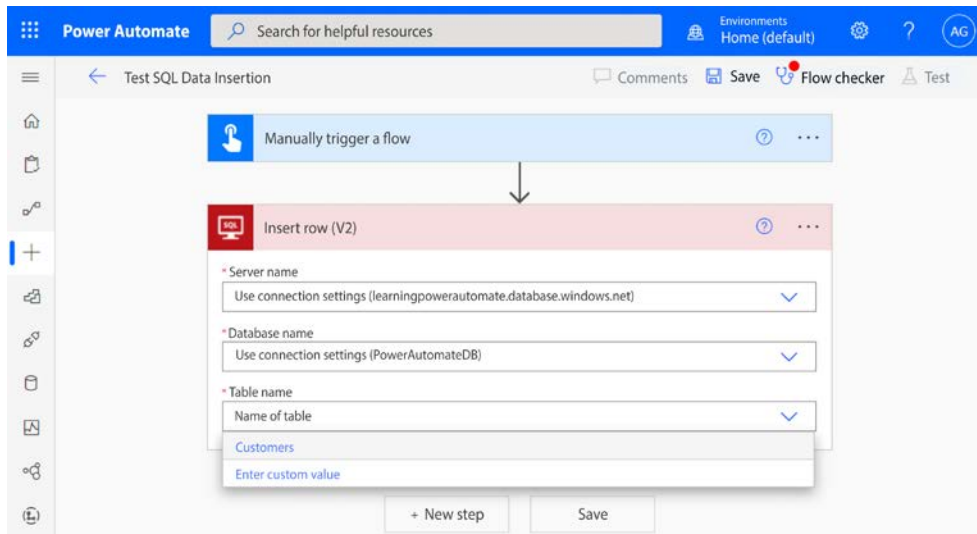 Power Automate
Search for helpful resources
Environments
Home (default)
?
AG
Test SQL Data Insertion
Comments
Save
Flow checker
Test
Manually trigger a flow
?
...
SQL
Insert row (V2)
?
...
* Server name
Use connection settings (learningpowerautomate.database.windows.net)
* Database name
Use connection settings (PowerAutomateDB)
* Table name
Name of table
Customers
Enter custom value
+ New step
Save